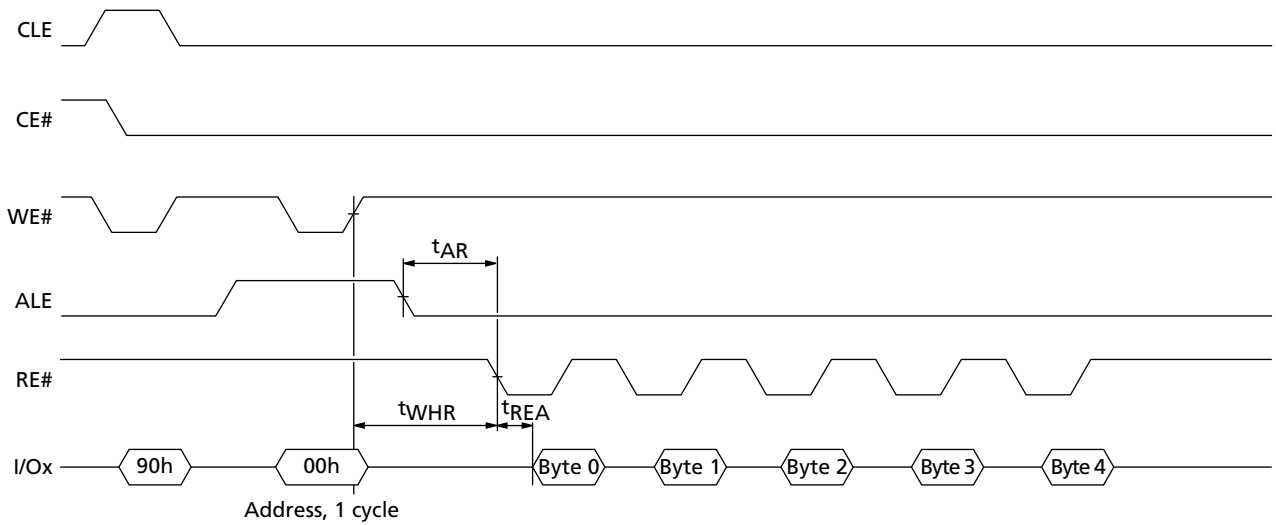 CLE
CE#
WE#
tAR
ALE
RE#
tWHR tREA
I/Ox 90h 00h Byte 0 Byte 1 Byte 2 Byte 3 Byte 4
Address, 1 cycle